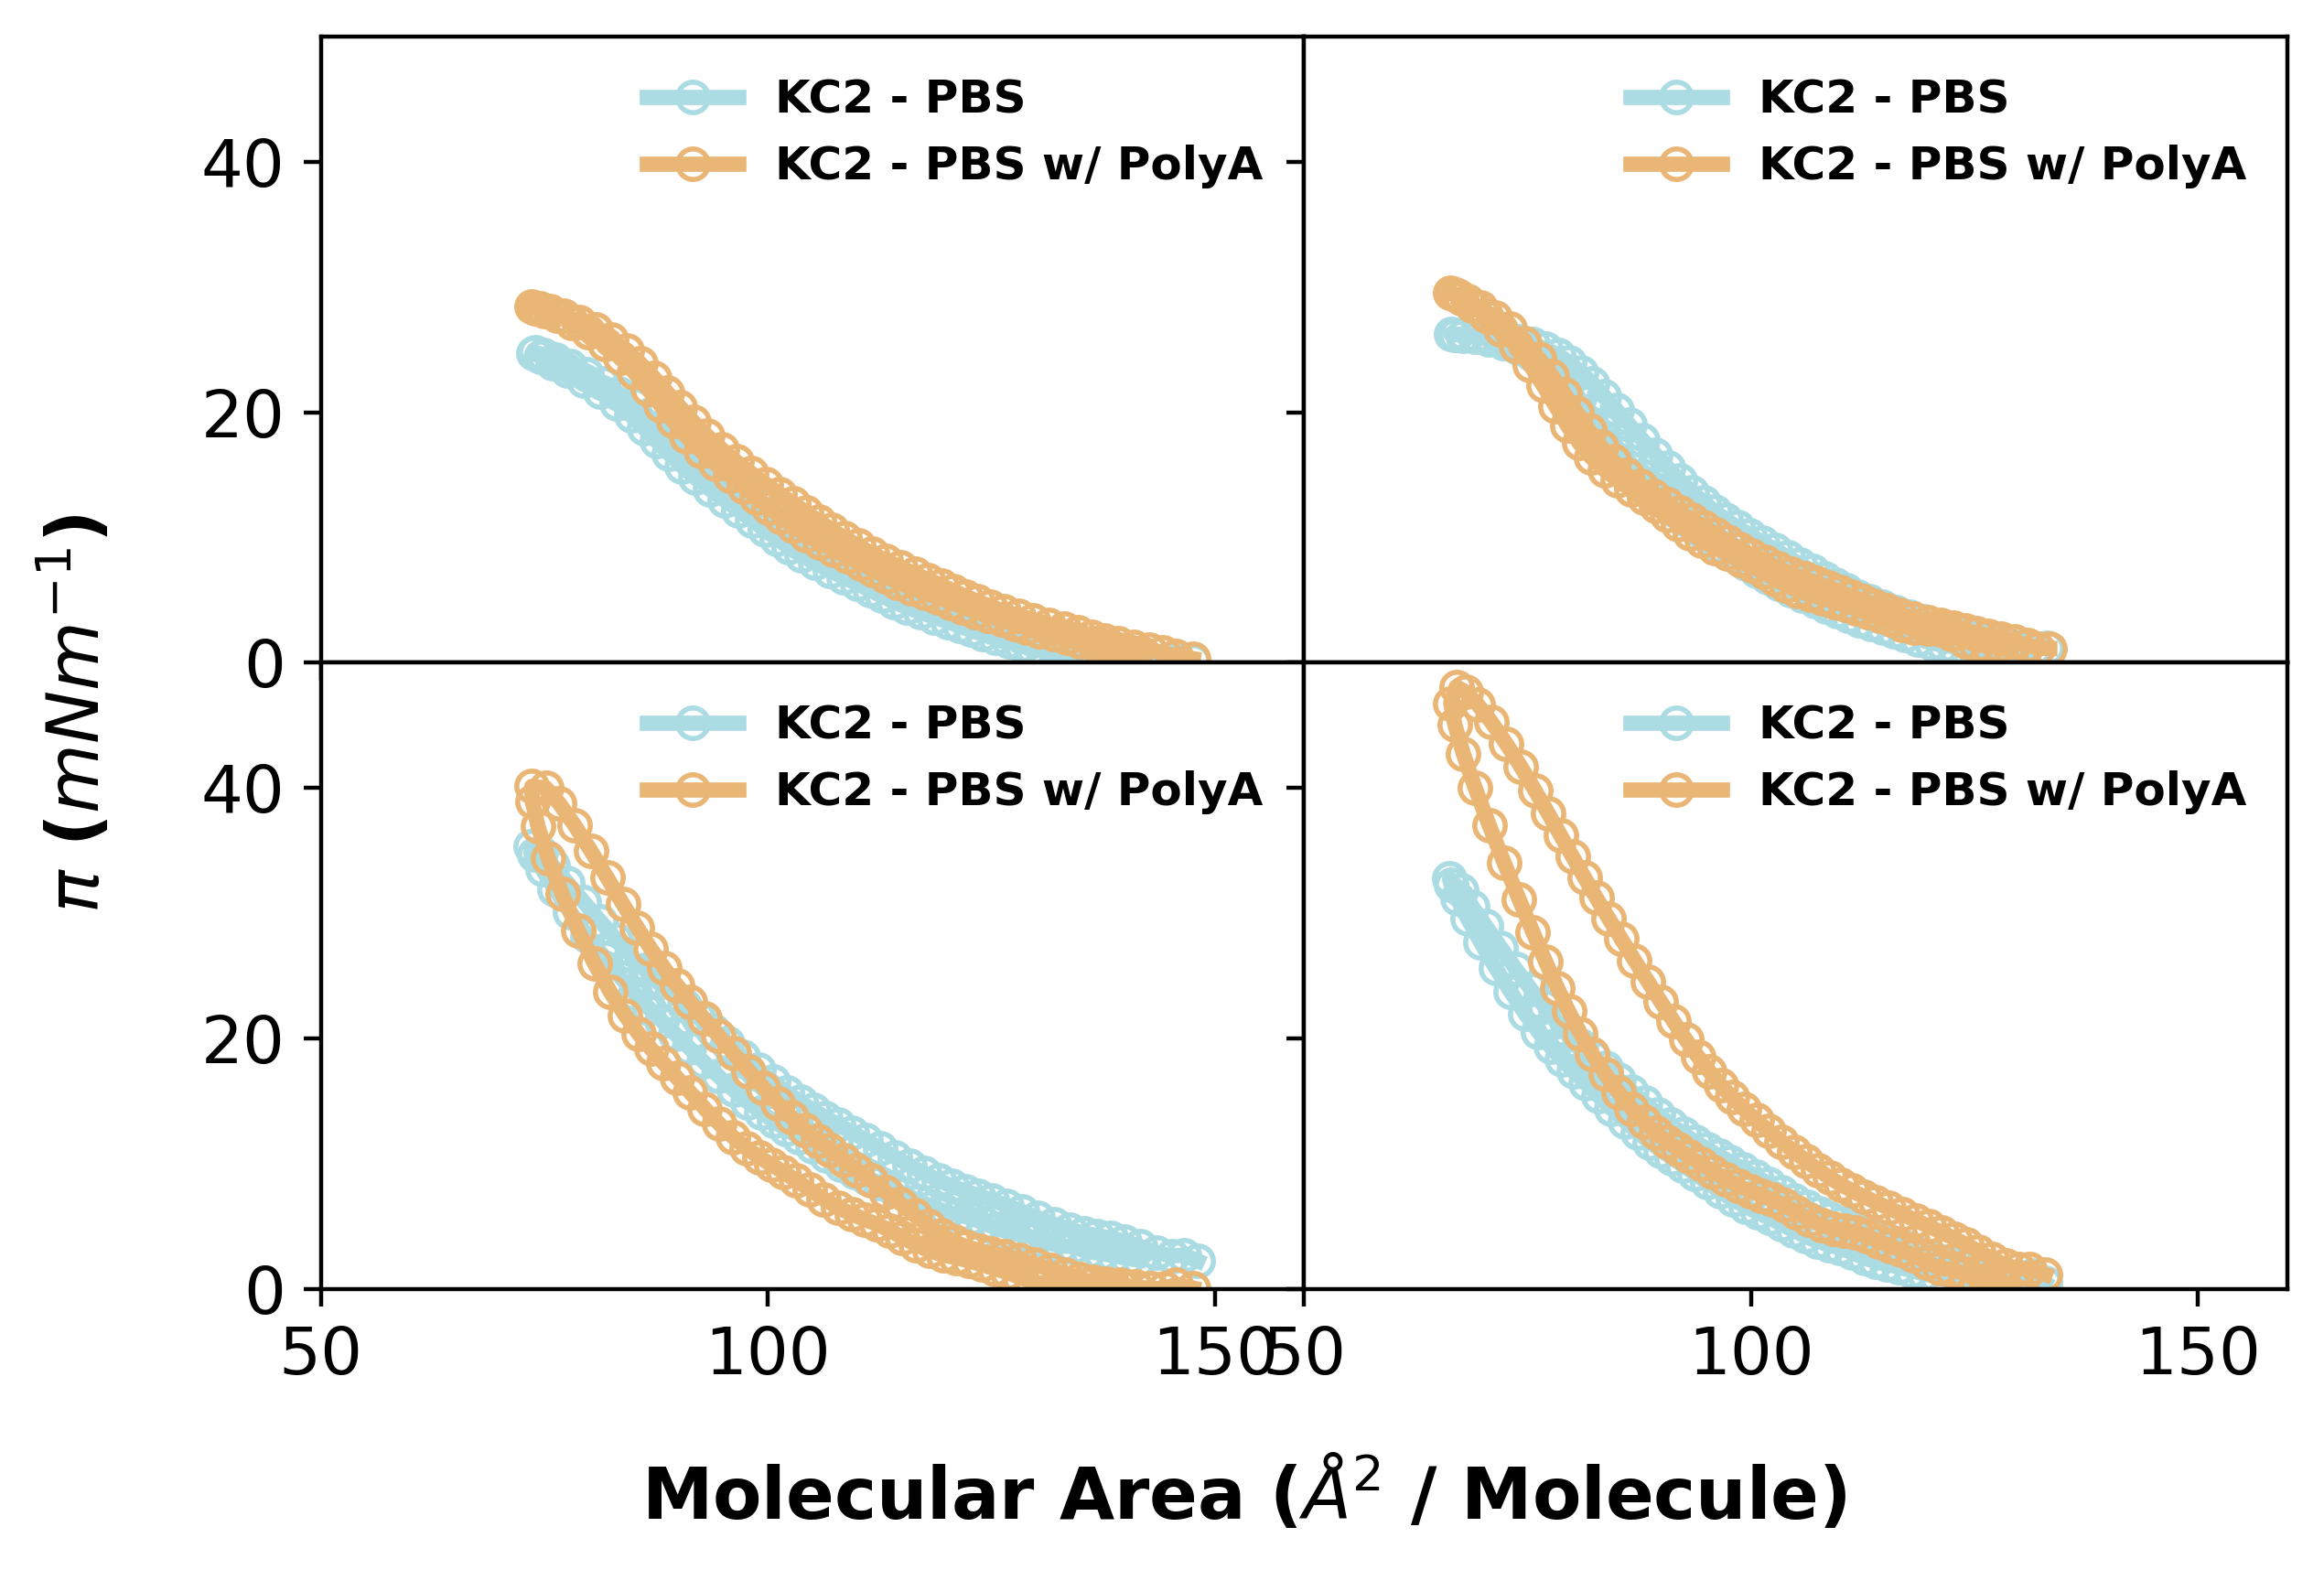 KC2 - PBS
KC2 - PBS w/ PolyA
KC2 - PBS
KC2 - PBS w/ PolyA
40
20
0
KC2 - PBS
KC2 - PBS w/ PolyA
KC2 - PBS
KC2 - PBS w/ PolyA
40
20
0
50
100
150
50
100
150
π (mNm⁻¹)
Molecular Area (Å² / Molecule)